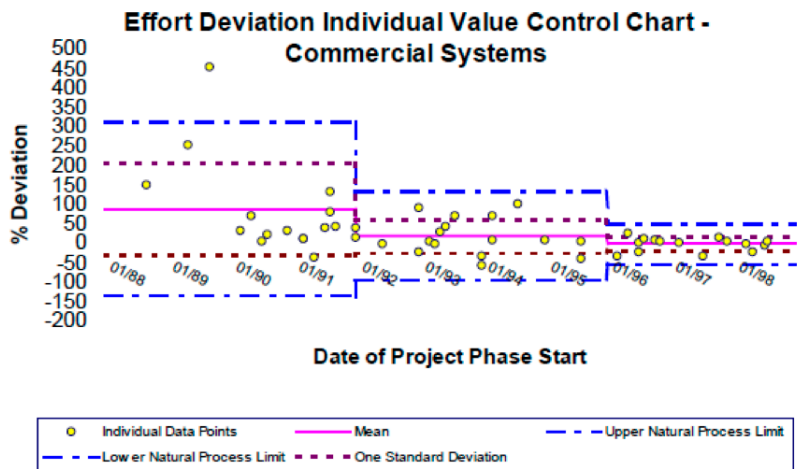 Effort Deviation Individual Value Control Chart -
Commercial Systems
500
450
400
350
300
250
200
150
100
50
0
-50
-100
-150
-200
% Deviation
01/88
01/89
01/90
01/91
01/92
01/93
01/94
01/95
01/96
01/97
01/98
Date of Project Phase Start
Individual Data Points
Mean
Upper Natural Process Limit
Lower Natural Process Limit
One Standard Deviation